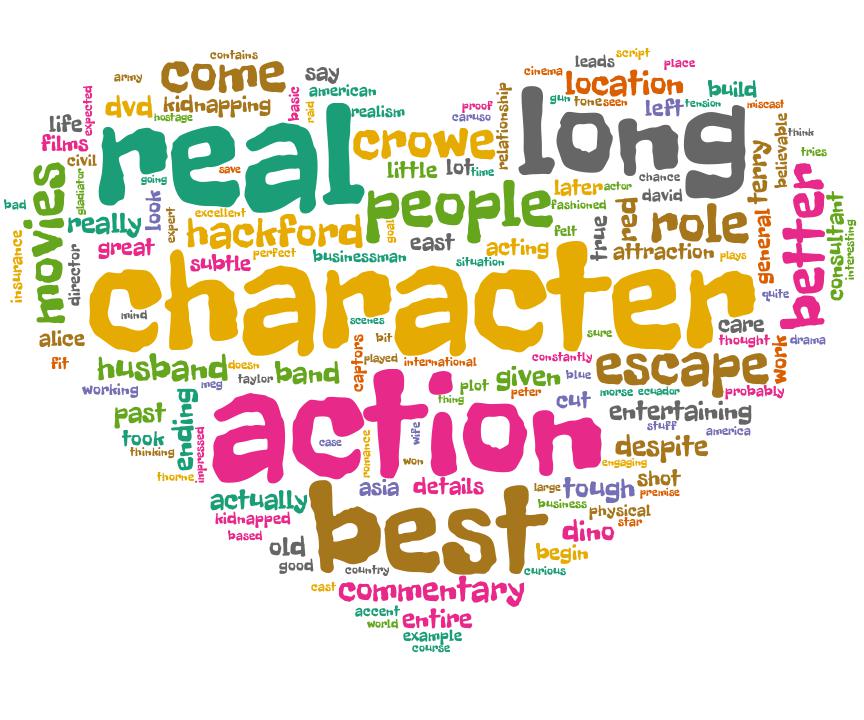 contains
army
come
say
american
leads
script
place
cinema
location
build
gun
toneseen
left
tension
miscast
dvd
kidnapping
hostage
basic
raid
realism
proof
caruso
relationship
long
real
crowe
life
expected
films
civil
gladiator
going
save
little
lot
time
chance
david
terry
believable
think
tries
bad
movies
really
look
expert
excellent
hackford
people
goal
later
actor
fashioned
felt
true
red
role
better
consultant
interesting
insurance
director
great
subtle
perfect
businessman
east
situation
acting
attraction
plays
general
quite
character
mind
scenes
sure
care
thought
drama
alice
fit
husband
doesn
captors
bit
played
international
constantly
escape
work
working
meg
taylor
band
plot
given
blue
morse
ecuador
probably
thing
peter
cut
entertaining
stuff
america
past
took
thinking
ending
impressed
thorne
action
case
romance
wife
won
despite
engaging
asia
details
large
tough
shot
premise
actually
kidnapped
based
best
business
physical
star
dino
old
good
country
begin
curious
cast
commentary
accent
world
entire
example
course